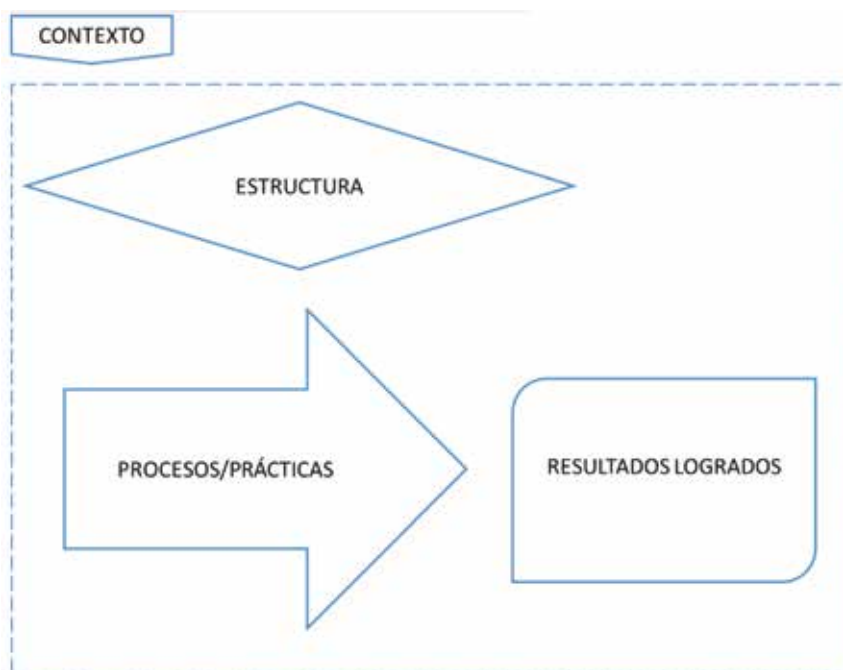 CONTEXTO
ESTRUCTURA
PROCESOS/PRÁCTICAS
RESULTADOS LOGRADOS